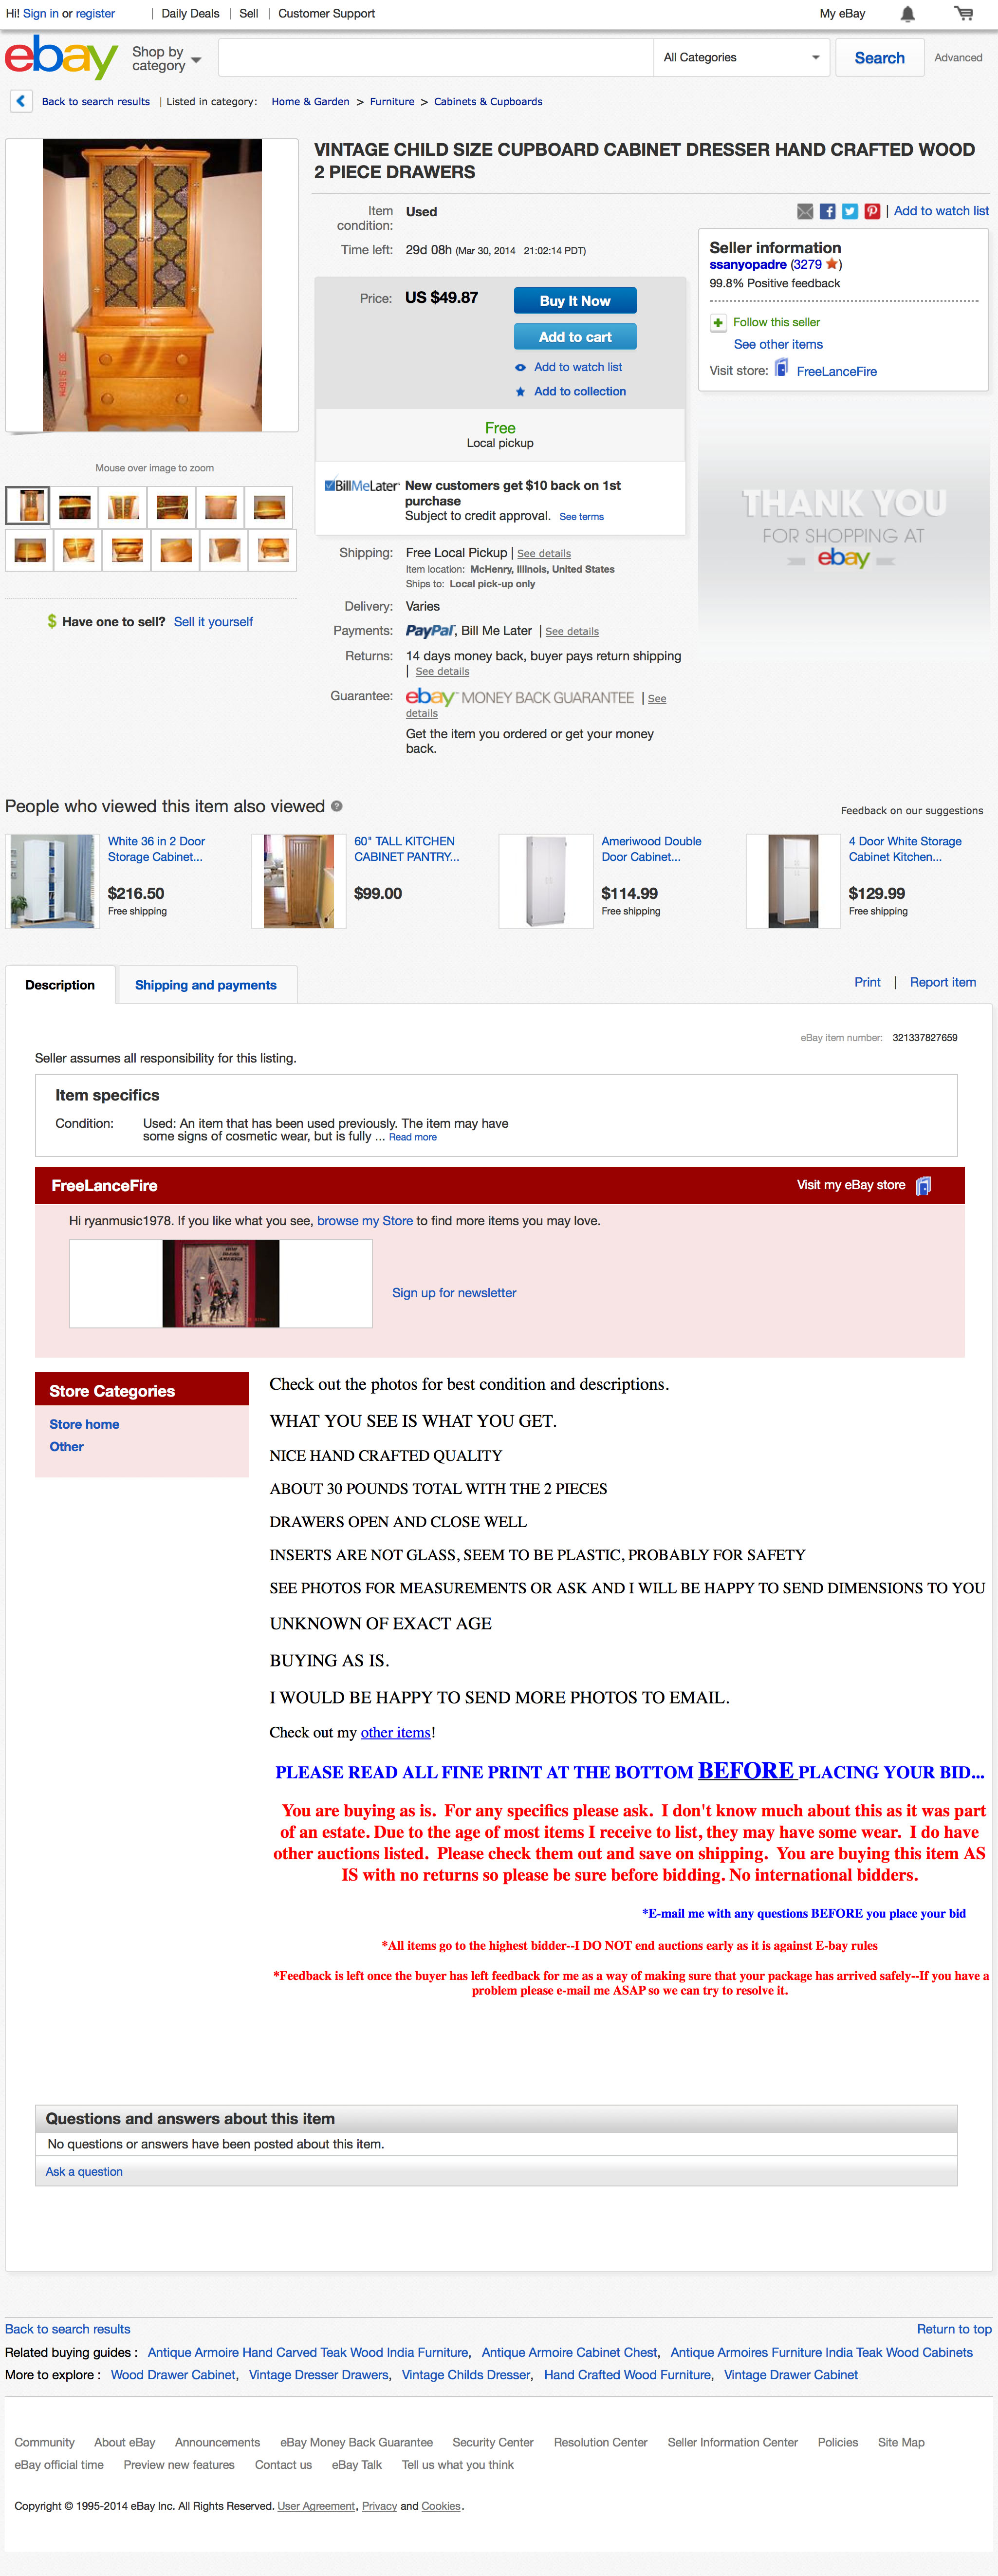 Hi! Sign in or register | Daily Deals | Sell | Customer Support My eBay
ebay Shop by category All Categories Search Advanced
Back to search results | Listed in category: Home & Garden > Furniture > Cabinets & Cupboards
VINTAGE CHILD SIZE CUPBOARD CABINET DRESSER HAND CRAFTED WOOD
2 PIECE DRAWERS
Item condition: Used
Time left: 29d 08h (Mar 30, 2014 21:02:14 PDT)
Price: US $49.87
Buy It Now
Add to cart
Add to watch list
Add to collection
Free
Local pickup
BillMeLater New customers get $10 back on 1st
purchase
Subject to credit approval. See terms
Shipping: Free Local Pickup | See details
Item location: McHenry, Illinois, United States
Ships to: Local pick-up only
Delivery: Varies
Payments: PayPal, Bill Me Later | See details
Returns: 14 days money back, buyer pays return shipping
| See details
Guarantee: ebay MONEY BACK GUARANTEE | See
details
Get the item you ordered or get your money
back.
| Add to watch list
Seller information
ssanyopadre (3279 )
99.8% Positive feedback
Follow this seller
See other items
Visit store: FreeLanceFire
THANK YOU
FOR SHOPPING AT
ebay
Mouse over image to zoom
$ Have one to sell? Sell it yourself
People who viewed this item also viewed ?
Feedback on our suggestions
White 36 in 2 Door
Storage Cabinet...
$216.50
Free shipping
60" TALL KITCHEN
CABINET PANTRY...
$99.00
Ameriwood Double
Door Cabinet...
$114.99
Free shipping
4 Door White Storage
Cabinet Kitchen...
$129.99
Free shipping
Description Shipping and payments Print | Report item
eBay item number: 321337827659
Seller assumes all responsibility for this listing.
Item specifics
Condition: Used: An item that has been used previously. The item may have
some signs of cosmetic wear, but is fully ... Read more
FreeLanceFire Visit my eBay store
Hi ryanmusic1978. If you like what you see, browse my Store to find more items you may love.
Sign up for newsletter
Store Categories
Store home
Other
Check out the photos for best condition and descriptions.
WHAT YOU SEE IS WHAT YOU GET.
NICE HAND CRAFTED QUALITY
ABOUT 30 POUNDS TOTAL WITH THE 2 PIECES
DRAWERS OPEN AND CLOSE WELL
INSERTS ARE NOT GLASS, SEEM TO BE PLASTIC, PROBABLY FOR SAFETY
SEE PHOTOS FOR MEASUREMENTS OR ASK AND I WILL BE HAPPY TO SEND DIMENSIONS TO YOU
UNKNOWN OF EXACT AGE
BUYING AS IS.
I WOULD BE HAPPY TO SEND MORE PHOTOS TO EMAIL.
Check out my other items!
PLEASE READ ALL FINE PRINT AT THE BOTTOM BEFORE PLACING YOUR BID...
You are buying as is. For any specifics please ask. I don't know much about this as it was part
of an estate. Due to the age of most items I receive to list, they may have some wear. I do have
other auctions listed. Please check them out and save on shipping. You are buying this item AS
IS with no returns so please be sure before bidding. No international bidders.
*E-mail me with any questions BEFORE you place your bid
*All items go to the highest bidder--I DO NOT end auctions early as it is against E-bay rules
*Feedback is left once the buyer has left feedback for me as a way of making sure that your package has arrived safely--If you have a
problem please e-mail me ASAP so we can try to resolve it.
Questions and answers about this item
No questions or answers have been posted about this item.
Ask a question
Back to search results Return to top
Related buying guides : Antique Armoire Hand Carved Teak Wood India Furniture, Antique Armoire Cabinet Chest, Antique Armoires Furniture India Teak Wood Cabinets
More to explore : Wood Drawer Cabinet, Vintage Dresser Drawers, Vintage Childs Dresser, Hand Crafted Wood Furniture, Vintage Drawer Cabinet
Community About eBay Announcements eBay Money Back Guarantee Security Center Resolution Center Seller Information Center Policies Site Map
eBay official time Preview new features Contact us eBay Talk Tell us what you think
Copyright © 1995-2014 eBay Inc. All Rights Reserved. User Agreement, Privacy and Cookies.